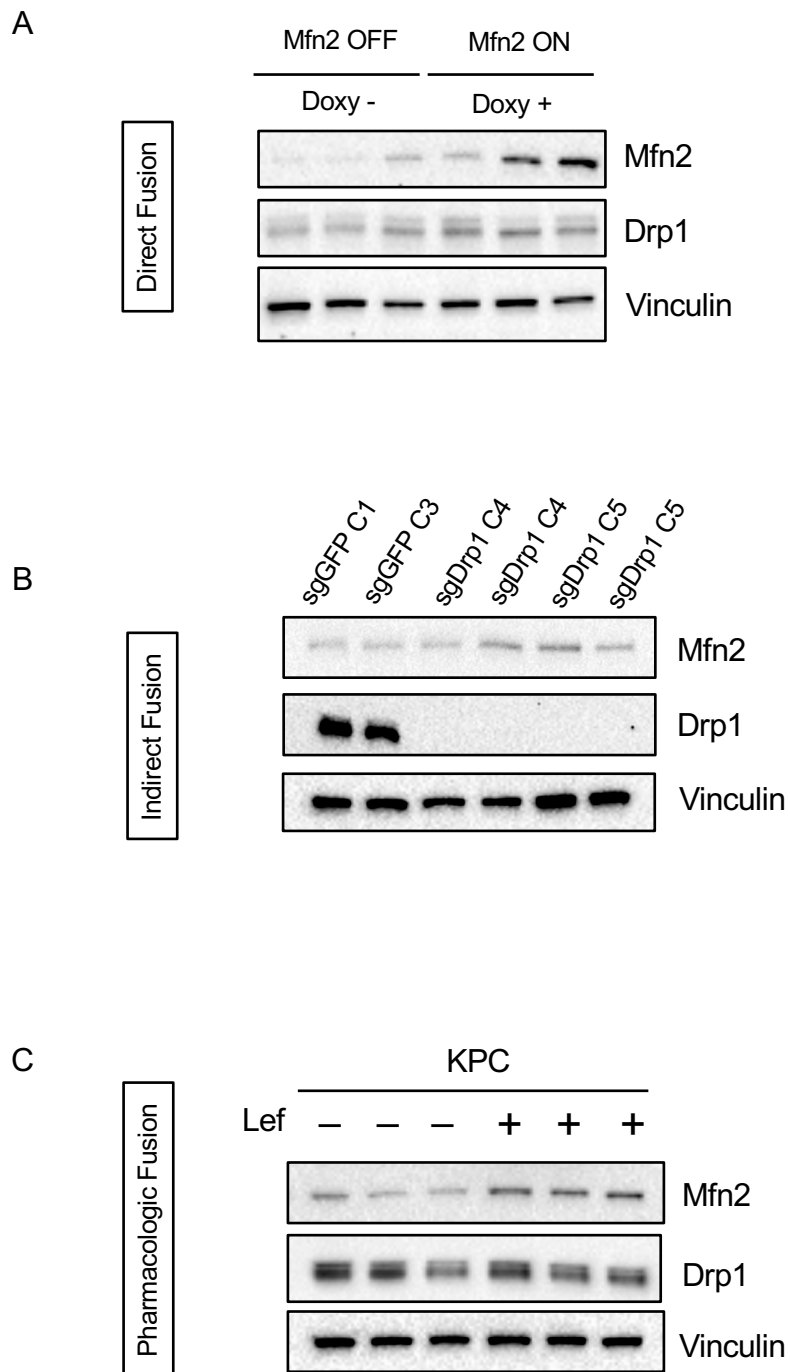 A
Mfn2 OFF Mfn2 ON
Doxy - Doxy +
Direct Fusion
Mfn2
Drp1
Vinculin
B
sgGFP C1 sgGFP C3 sgDrp1 C4 sgDrp1 C4 sgDrp1 C5 sgDrp1 C5
Indirect Fusion
Mfn2
Drp1
Vinculin
C
KPC
Lef – – – + + +
Pharmacologic Fusion
Mfn2
Drp1
Vinculin